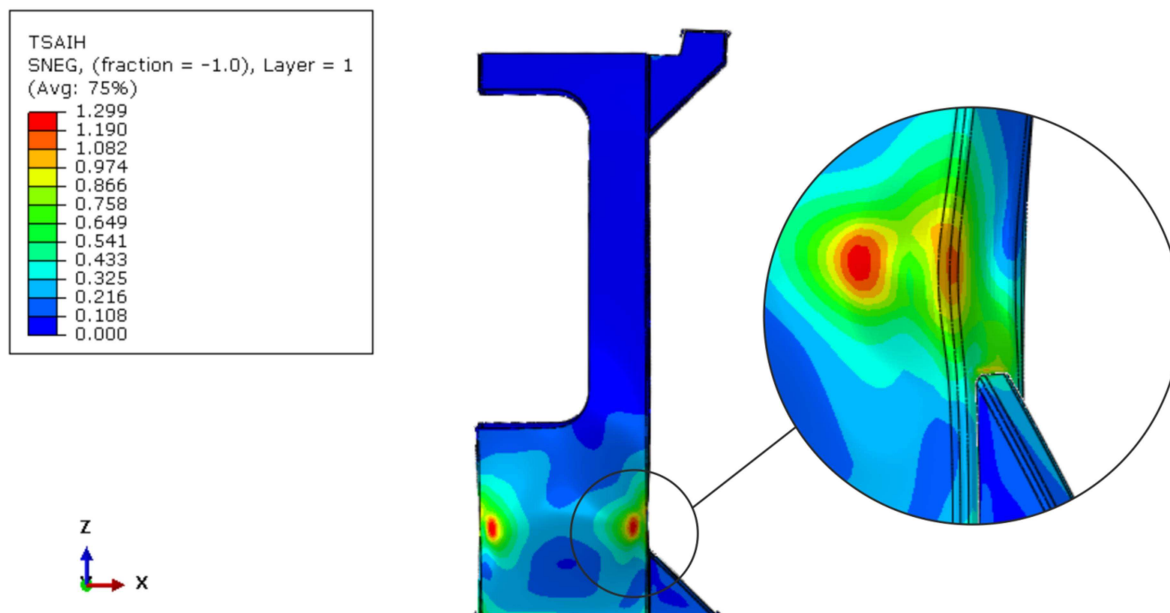 TSAIH
SNEG, (fraction = -1.0), Layer = 1
(Avg: 75%)
1.299
1.190
1.082
0.974
0.866
0.758
0.649
0.541
0.433
0.325
0.216
0.108
0.000
Z
Y
X